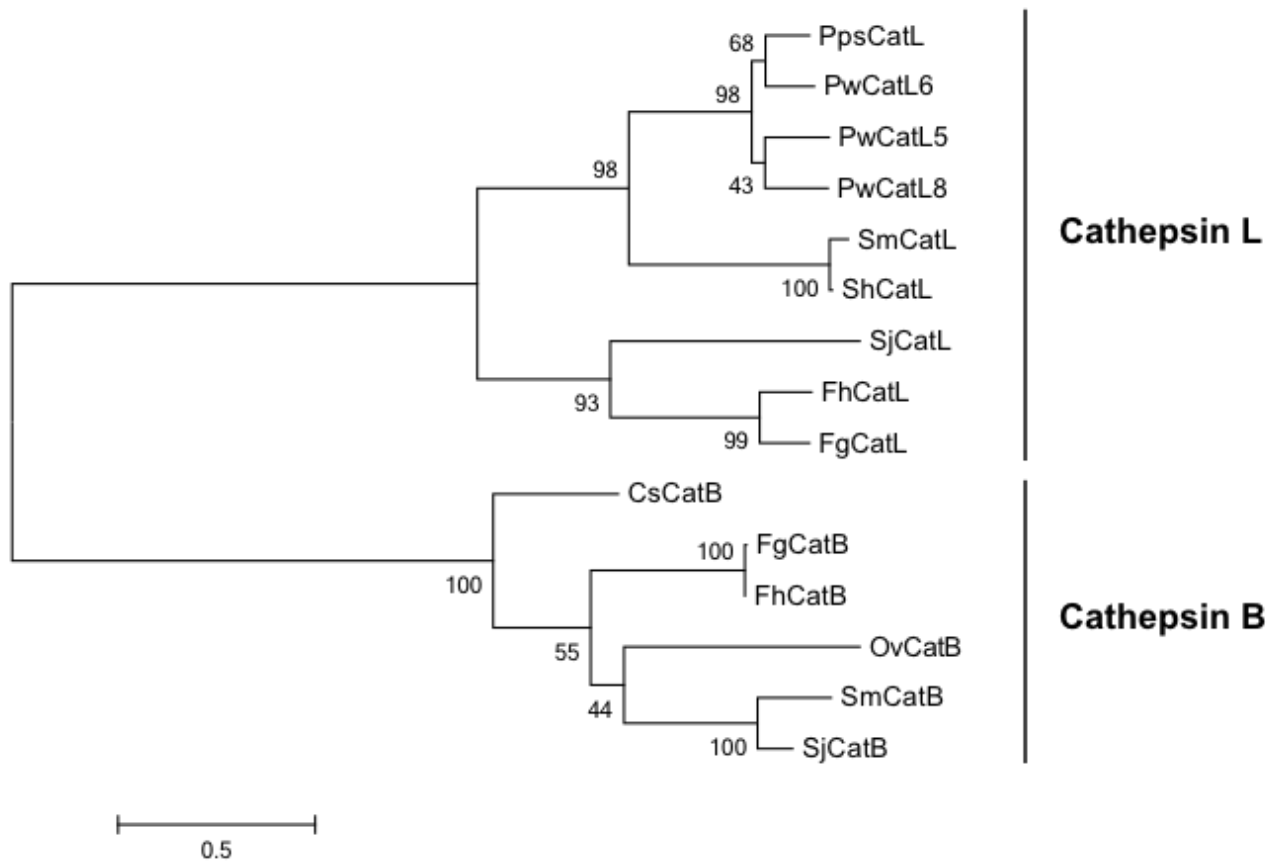 68
PpsCatL
PwCatL6
98
PwCatL5
98
43
PwCatL8
Cathepsin L
SmCatL
100
ShCatL
SjCatL
FhCatL
93
99
FgCatL
CsCatB
100
FgCatB
100
FhCatB
Cathepsin B
55
OvCatB
SmCatB
44
100
SjCatB
0.5